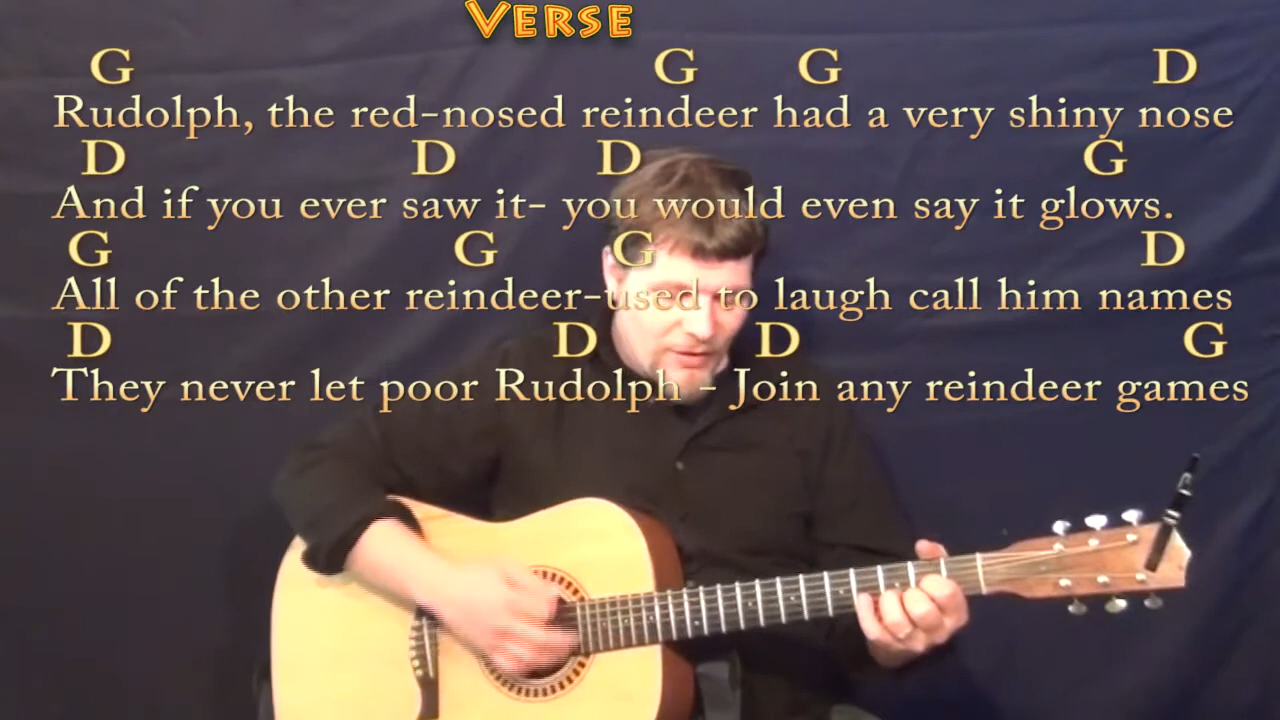 VERSE
G G G D
Rudolph, the red-nosed reindeer had a very shiny nose
D D D G
And if you ever saw it- you would even say it glows.
G G G D
All of the other reindeer-used to laugh call him names
D D D G
They never let poor Rudolph - Join any reindeer games